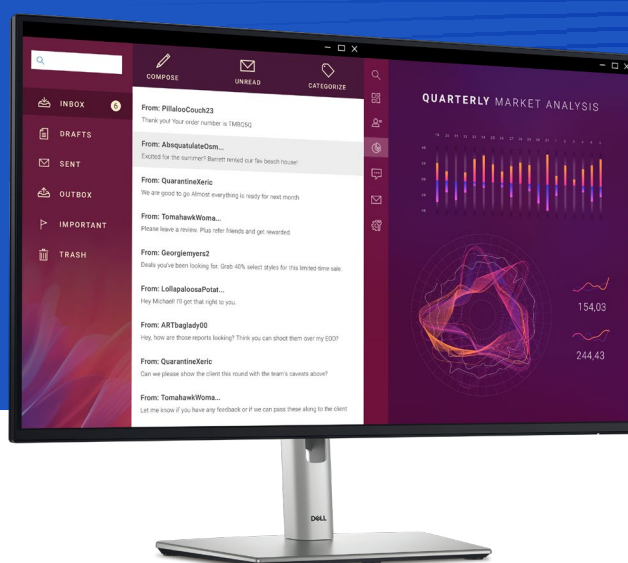 COMPOSE
UNREAD
CATEGORIZE
INBOX 6
DRAFTS
SENT
OUTBOX
IMPORTANT
TRASH
From: PillalooCouch23
Thank you! Your order number is TMBQ5Q
From: AbsquatulateOsm...
Excited for the summer? Barrett rented our fav beach house!
From: QuarantineXeric
We are good to go Almost everything is ready for next month
From: TomahawkWoma...
Please leave a review. Plus refer friends and get rewarded.
From: Georgiemyers2
Deals you've been looking for. Grab 40% select styles for this limited-time sale.
From: LollapaloosaPotat...
Hey Michael! I'll get that right to you.
From: ARTbaglady00
Hey, how are those reports looking? Think you can shoot them over my EOD?
From: QuarantineXeric
Can we please show the client this round with the team's caveats above?
From: TomahawkWoma...
Let me know if you have any feedback or if we can pass these along to the client
QUARTERLY MARKET ANALYSIS
154,03
244,43
DELL